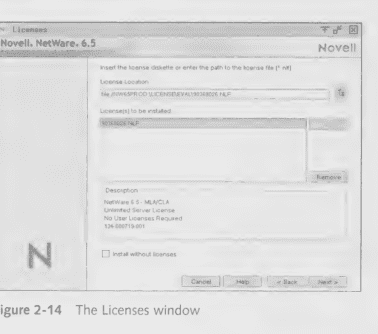 Licenses
Novell. NetWare. 6.5
Novell
Insert the license diskette or enter the path to the license file (*.nlf)
License Location
License(s) to be installed
Remove
Description
NetWare 6.5 - MLA/CLA
Unlimited Server License
No User Licenses Required
Install without licenses
Cancel
Help
< Back
Next >
igure 2-14 The Licenses window